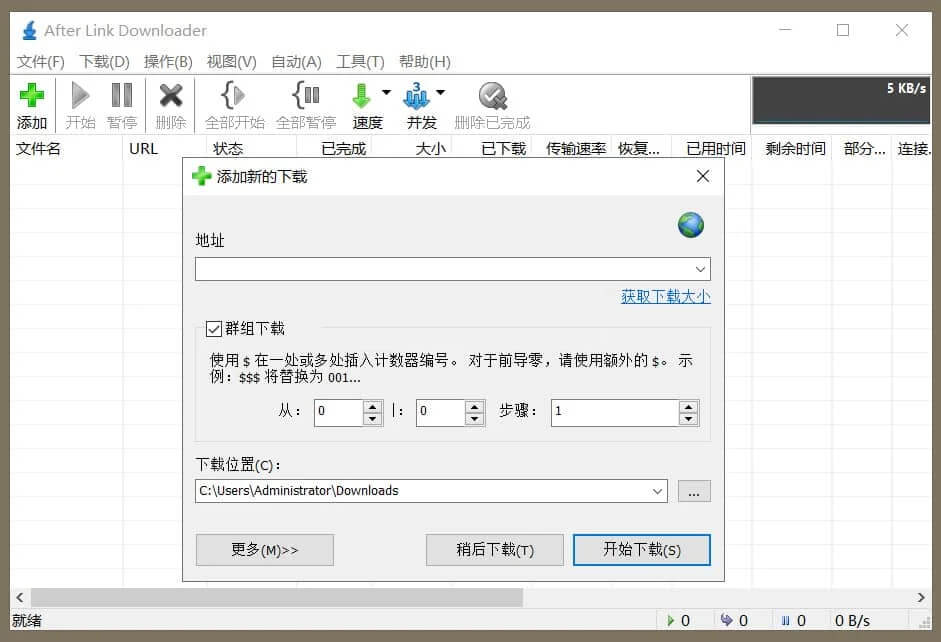 After Link Downloader
文件(F) 下载(D) 操作(B) 视图(V) 自动(A) 工具(T) 帮助(H)
3
5 KB/s
添加 开始 暂停 删除 全部开始 全部暂停 速度 并发 删除已完成
文件名 URL 状态 已完成 大小 已下载 传输速率 恢复... 已用时间 剩余时间 部分... 连接.
添加新的下载
地址
获取下载大小
群组下载
使用 $ 在一处或多处插入计数器编号。 对于前导零，请使用额外的 $。 示
例：$$$ 将替换为 001...
从： 0 |： 0 步骤： 1
下载位置(C)：
C:\Users\Administrator\Downloads ...
更多(M)>> 稍后下载(T) 开始下载(S)
就绪 0 0 0 0 B/s